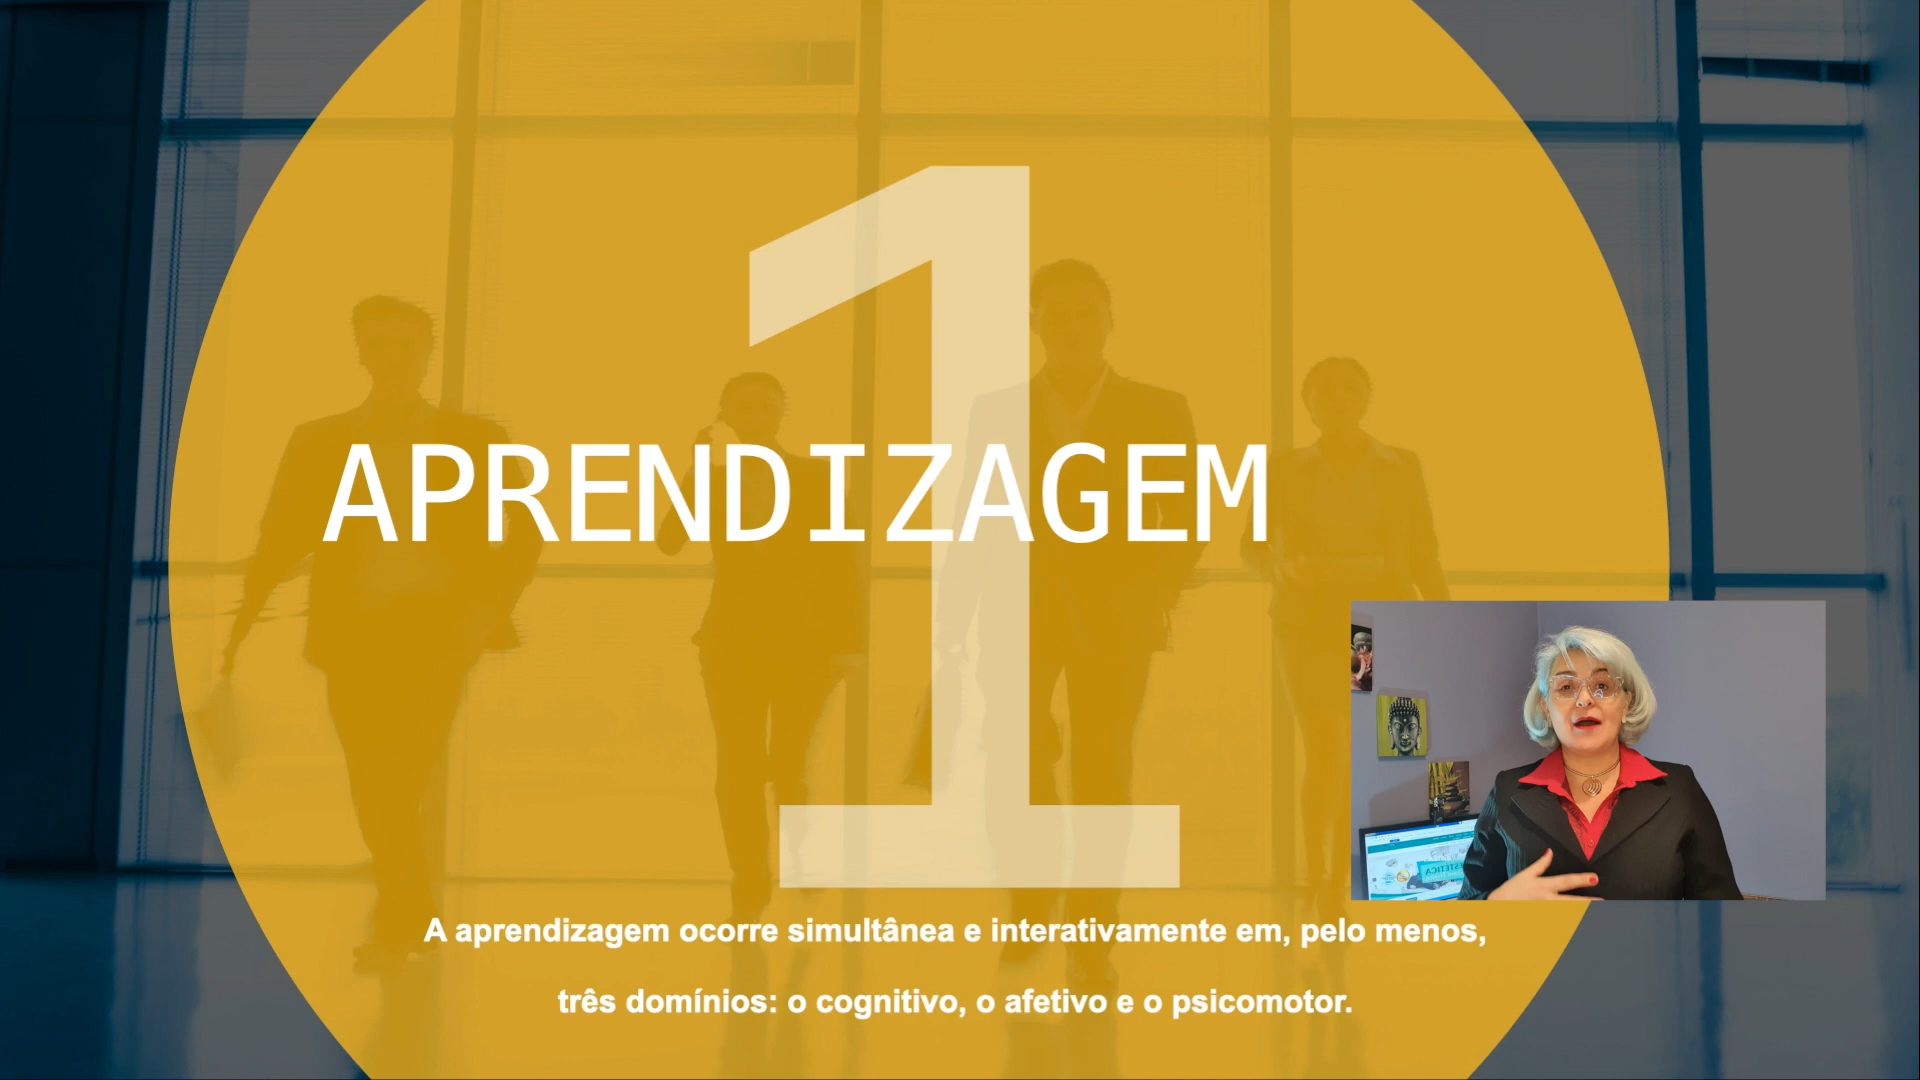 1
APRENDIZAGEM
A aprendizagem ocorre simultânea e interativamente em, pelo menos,
três domínios: o cognitivo, o afetivo e o psicomotor.